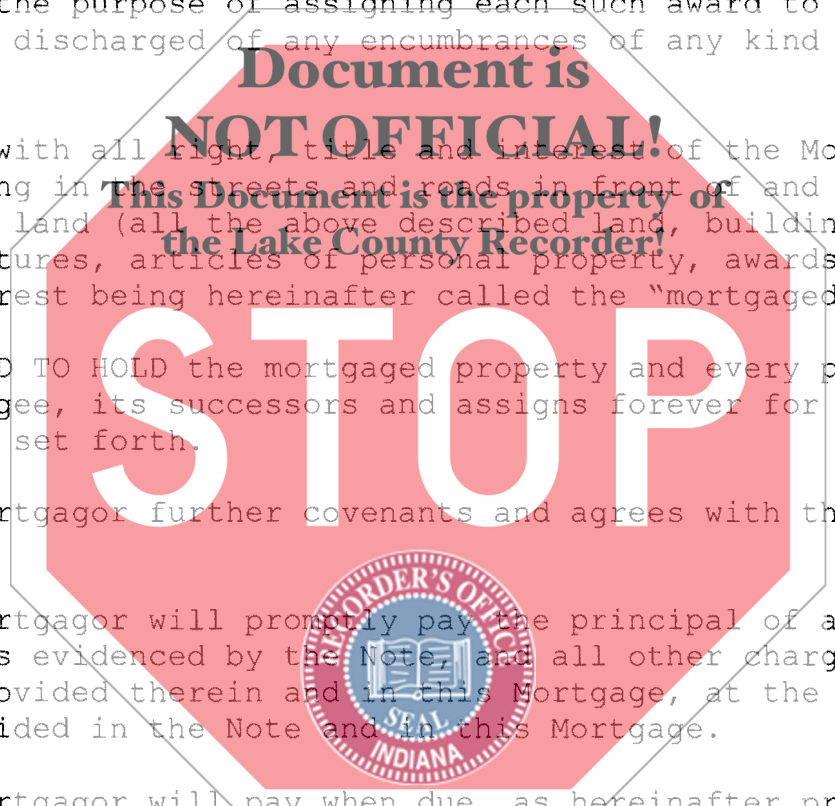 the purpose of assigning each such award to
discharged of any encumbrances of any kind
Document is
NOT OFFICIAL!
with all right, title and interest of the Mo
This Document is the property of
ng in the streets and roads in front of and
land (all the above described land, buildin
the Lake County Recorder!
tures, articles of personal property, awards
rest being hereinafter called the “mortgaged
STOP
D TO HOLD the mortgaged property and every p
gee, its successors and assigns forever for
set forth.
rtgagor further covenants and agrees with th
RECORDER'S OFFICE
SEAL
INDIANA
rtgagor will promptly pay the principal of a
s evidenced by the Note, and all other charg
ovided therein and in this Mortgage, at the
ided in the Note and in this Mortgage.
rtgagor will pay when due, as hereinafter pr